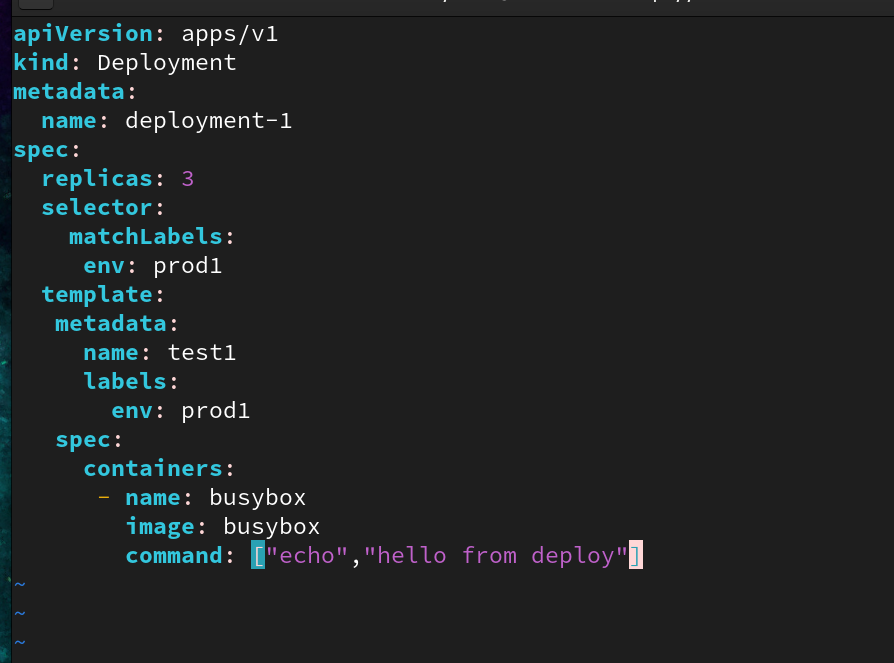 apiVersion: apps/v1
kind: Deployment
metadata:
  name: deployment-1
spec:
  replicas: 3
  selector:
    matchLabels:
     env: prod1
  template:
   metadata:
     name: test1
     labels:
       env: prod1
   spec:
     containers:
      - name: busybox
        image: busybox
        command: ["echo","hello from deploy"]
~
~
~